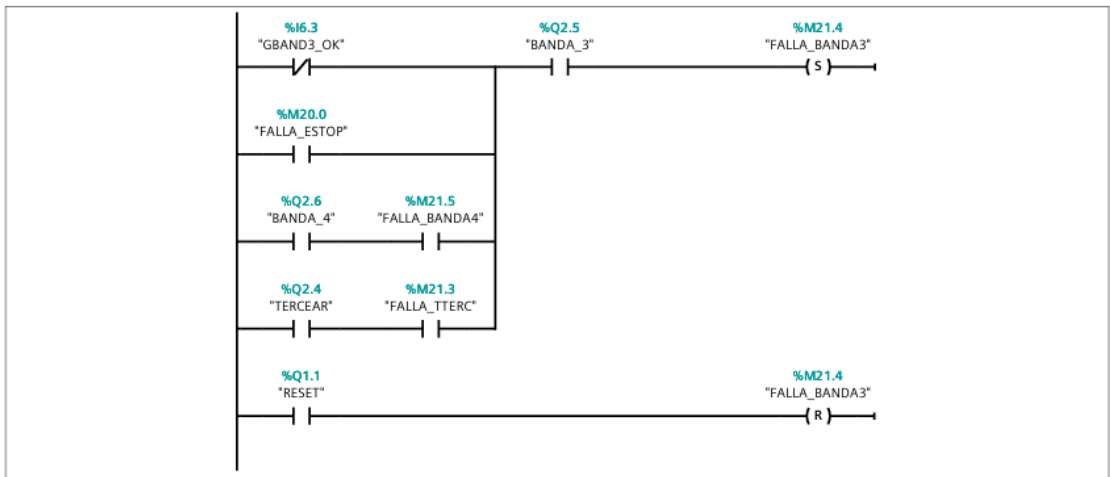 %I6.3 %Q2.5 %M21.4
"GBAND3_OK" "BANDA_3" "FALLA_BANDA3"
S
%M20.0
"FALLA_ESTOP"
%Q2.6 %M21.5
"BANDA_4" "FALLA_BANDA4"
%Q2.4 %M21.3
"TERCEAR" "FALLA_TTERC"
%Q1.1 %M21.4
"RESET" "FALLA_BANDA3"
R